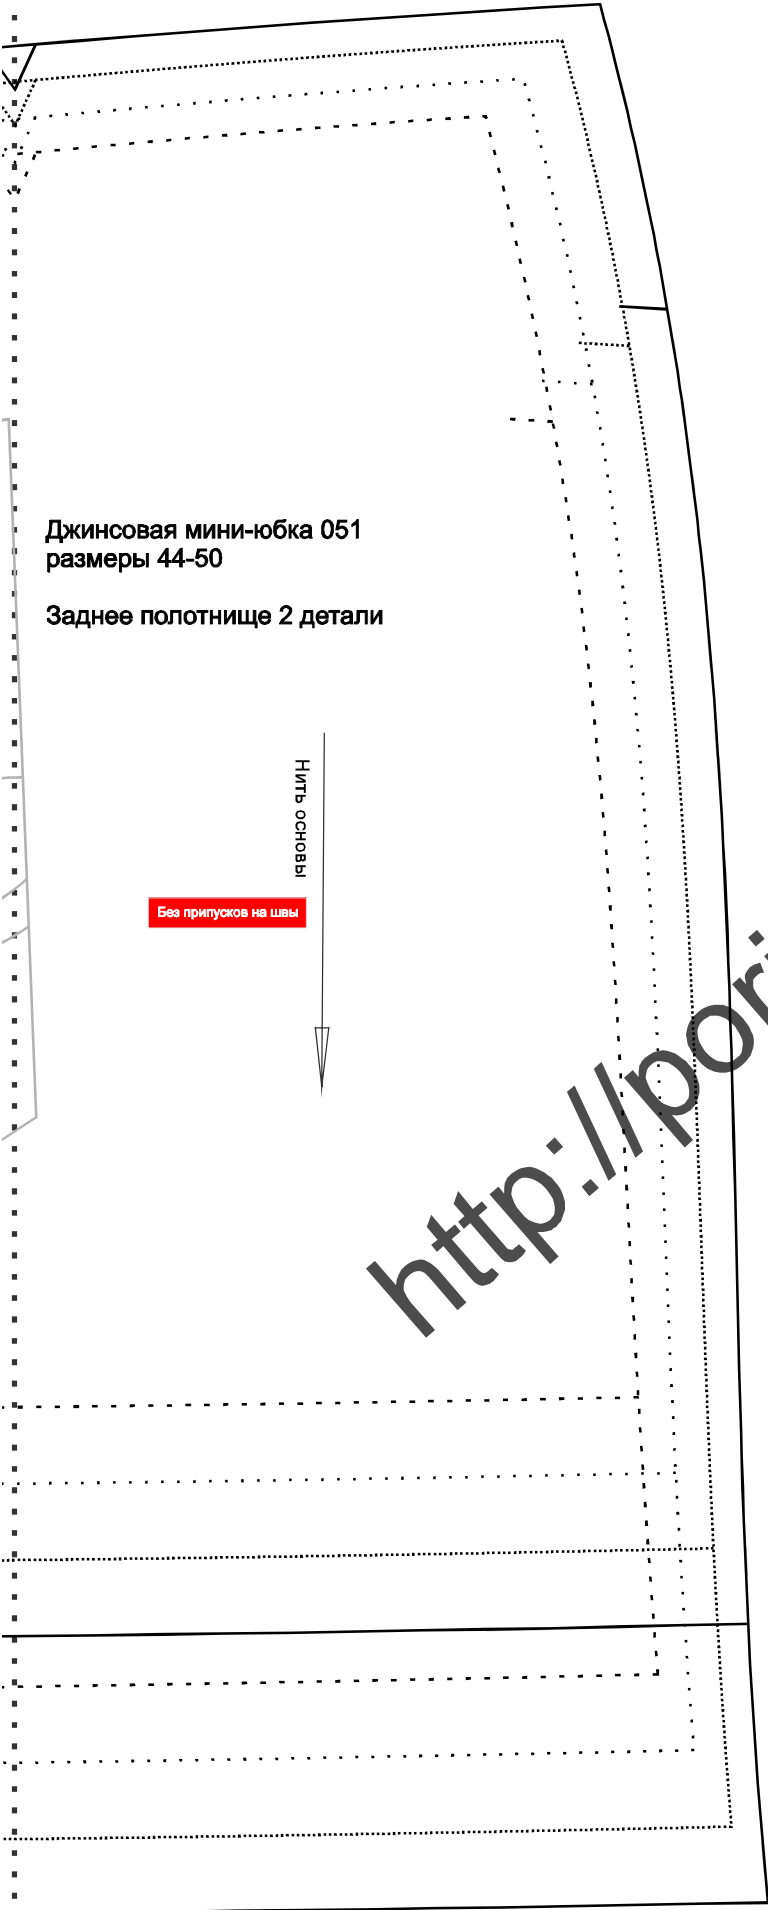 Джинсовая мини-юбка 051
размеры 44-50
Заднее полотнище 2 детали
Нить основы
Без припусков на швы
http://pori